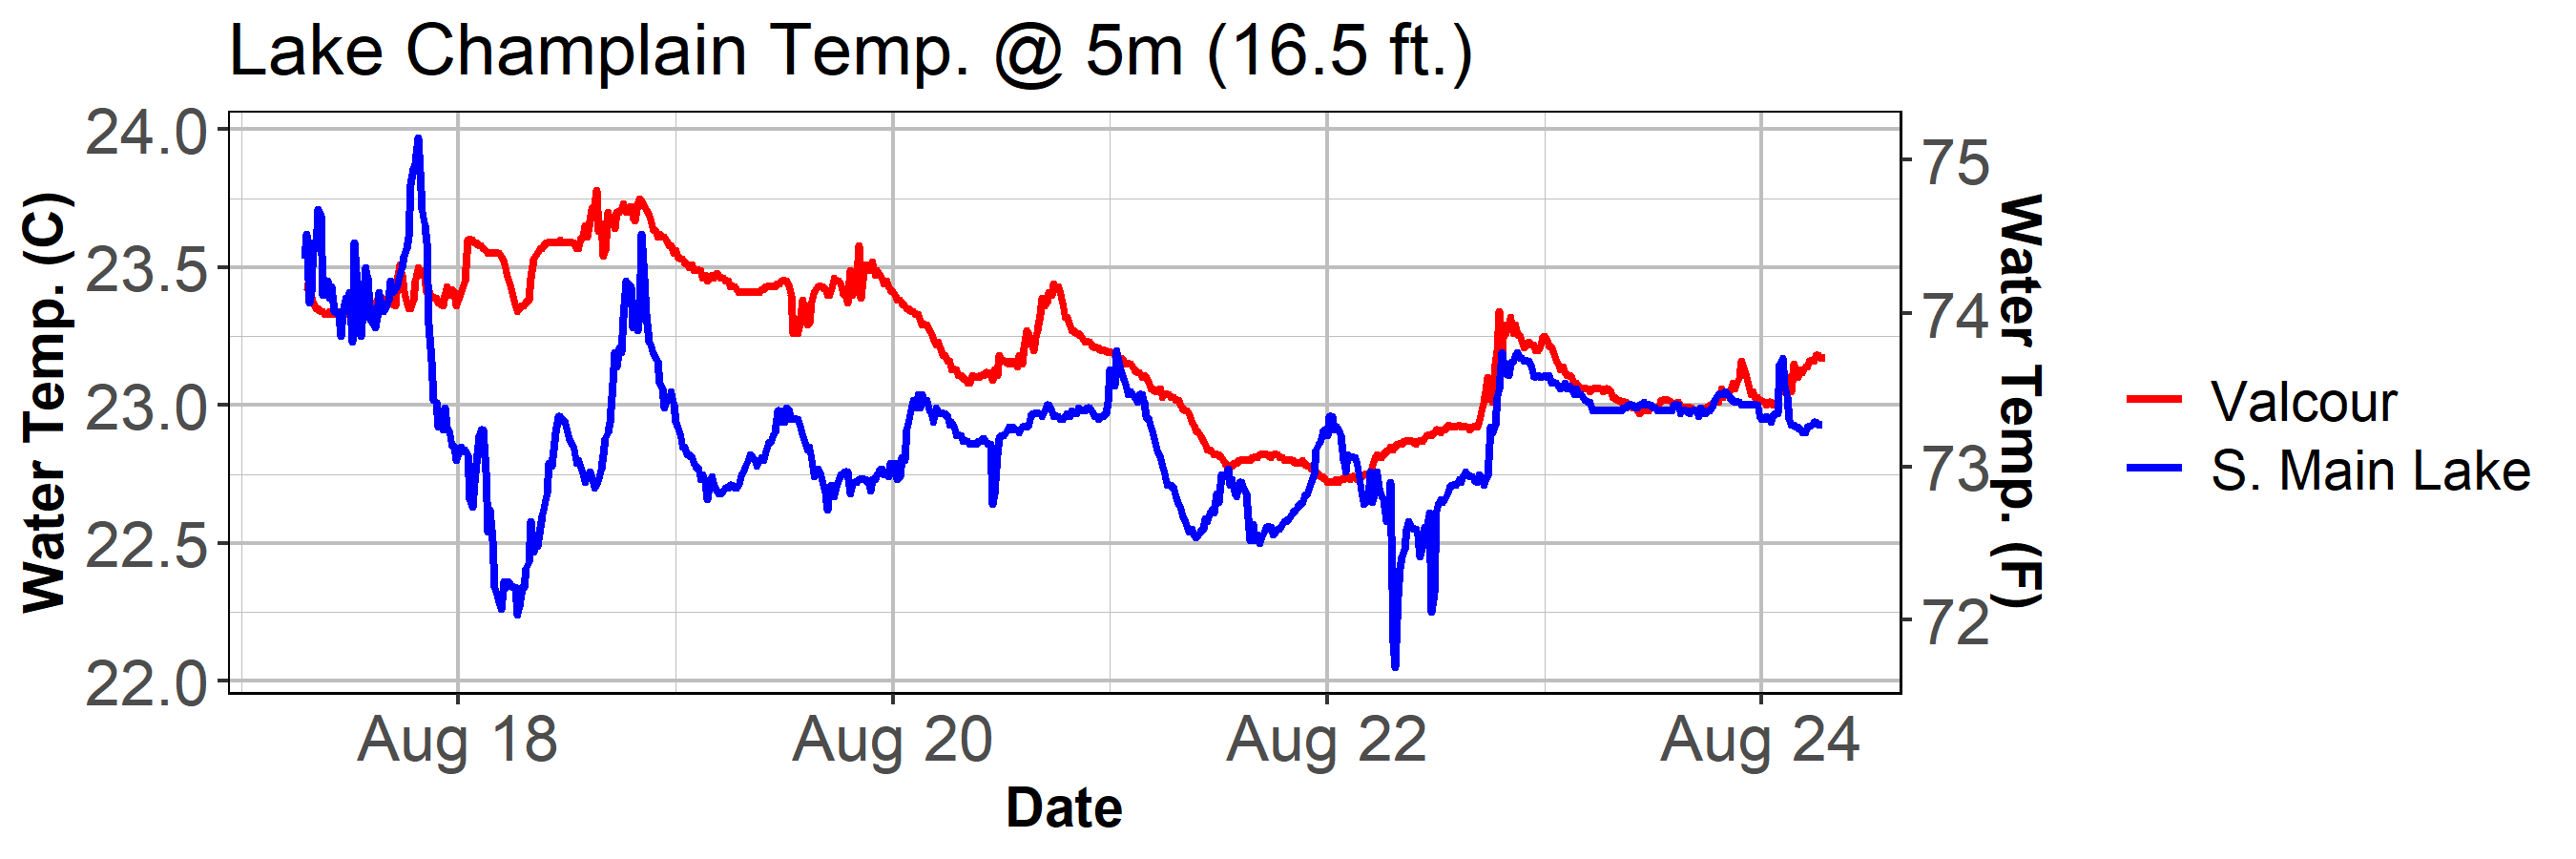 Lake Champlain Temp. @ 5m (16.5 ft.)
Water Temp. (C)
24.0
23.5
23.0
22.5
22.0
75
74
73
72
Water Temp. (F)
Aug 18
Aug 20
Aug 22
Aug 24
Date
Valcour
S. Main Lake